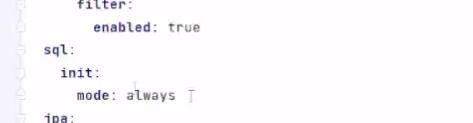 filter:
enabled: true
sql:
init:
mode: always
jpa: